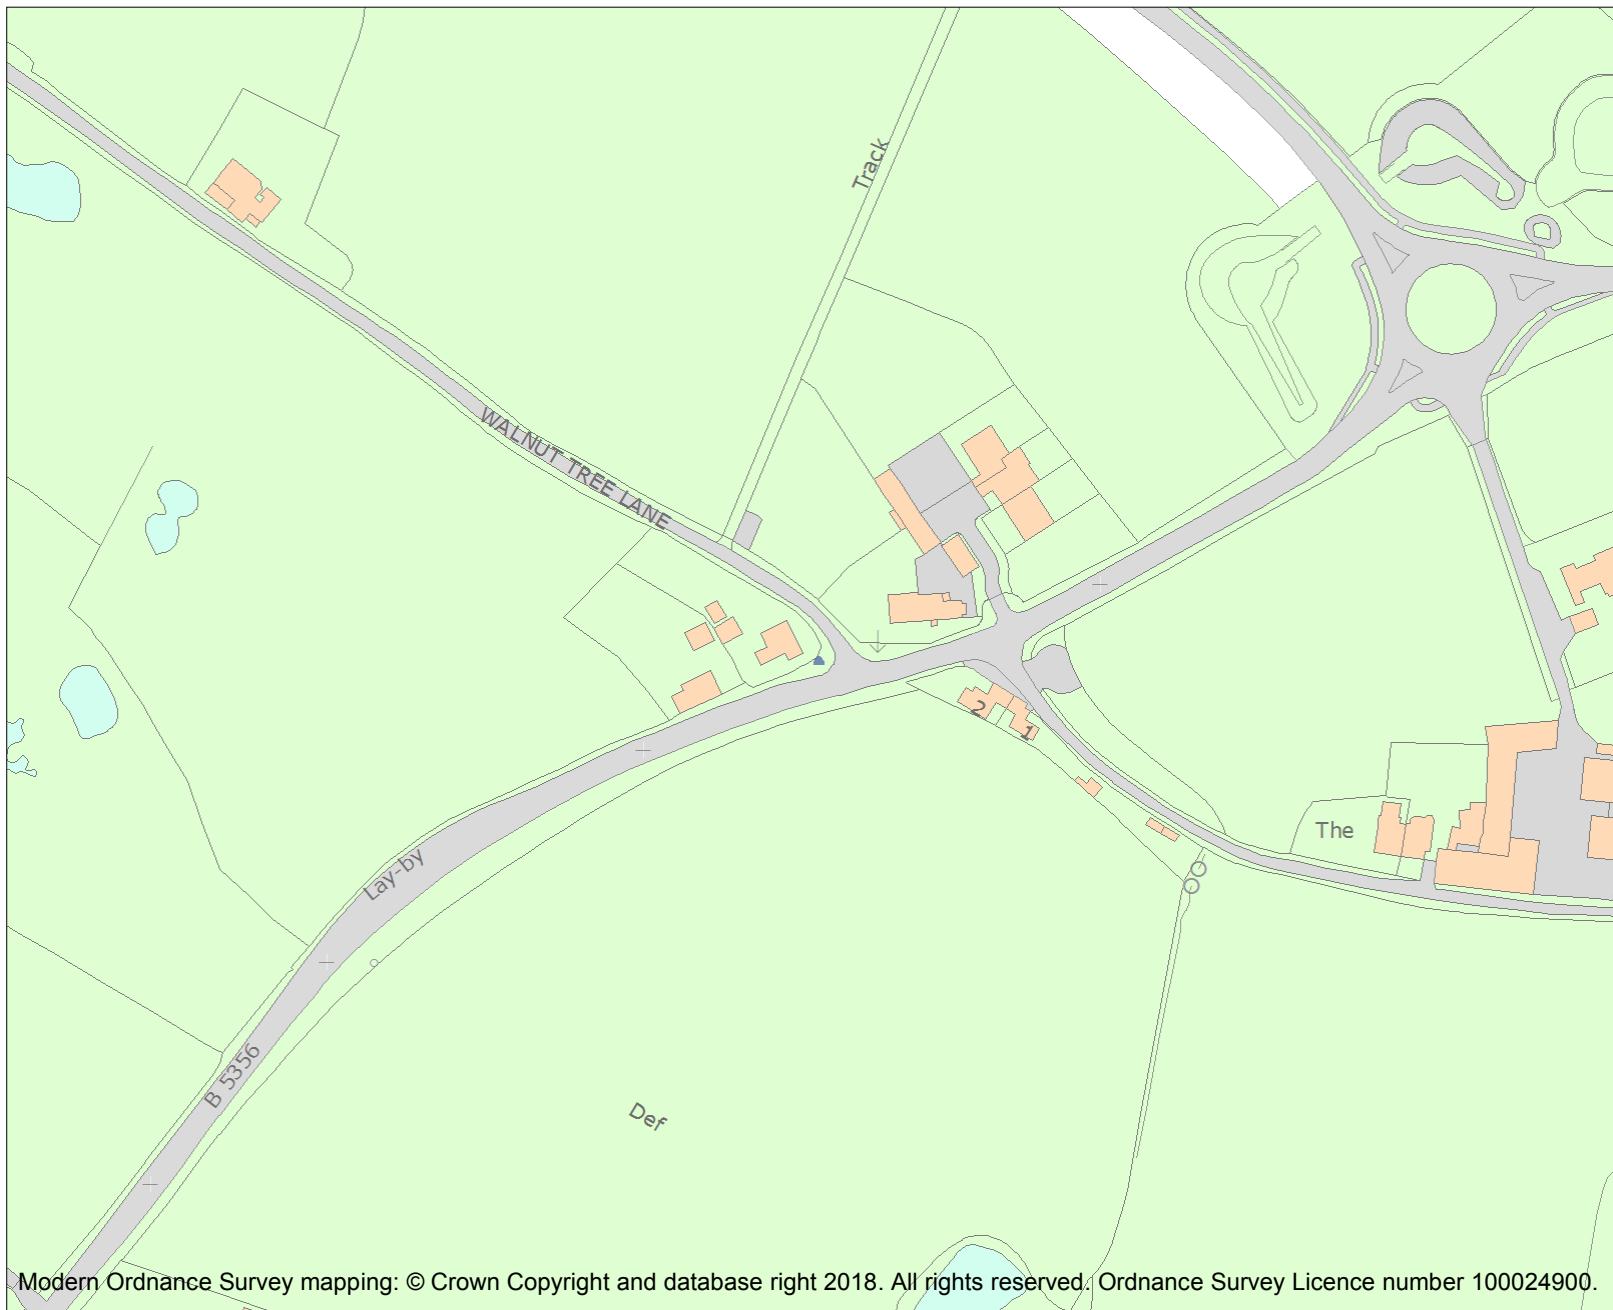 Track
WALNUT TREE LANE
2
1
The
Lay-by
B 5356
Def
Modern Ordnance Survey mapping: © Crown Copyright and database right 2018. All rights reserved. Ordnance Survey Licence number 100024900.